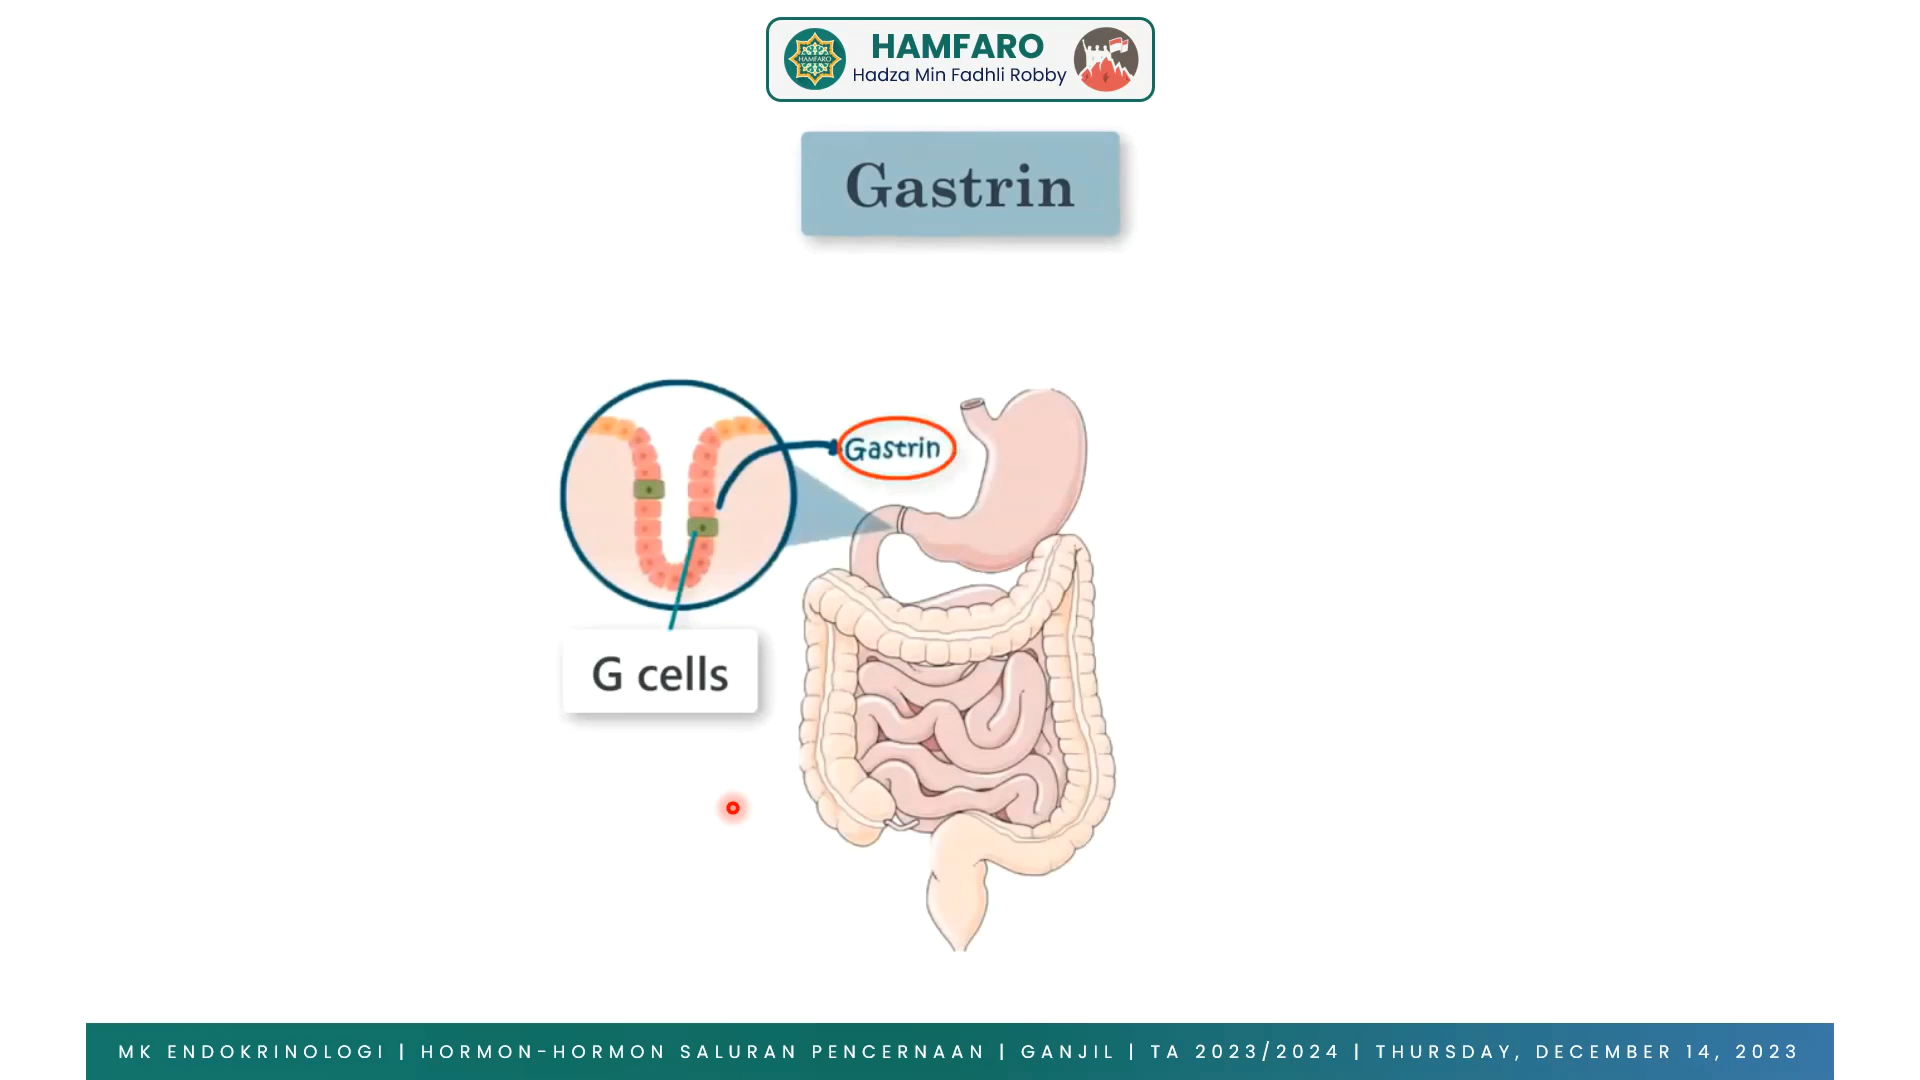 HAMFARO
HAMFARO
Hadza Min Fadhli Robby
Gastrin
Gastrin
G cells
MK ENDOKRINOLOGI | HORMON-HORMON SALURAN PENCERNAAN | GANJIL | TA 2023/2024 | THURSDAY, DECEMBER 14, 2023